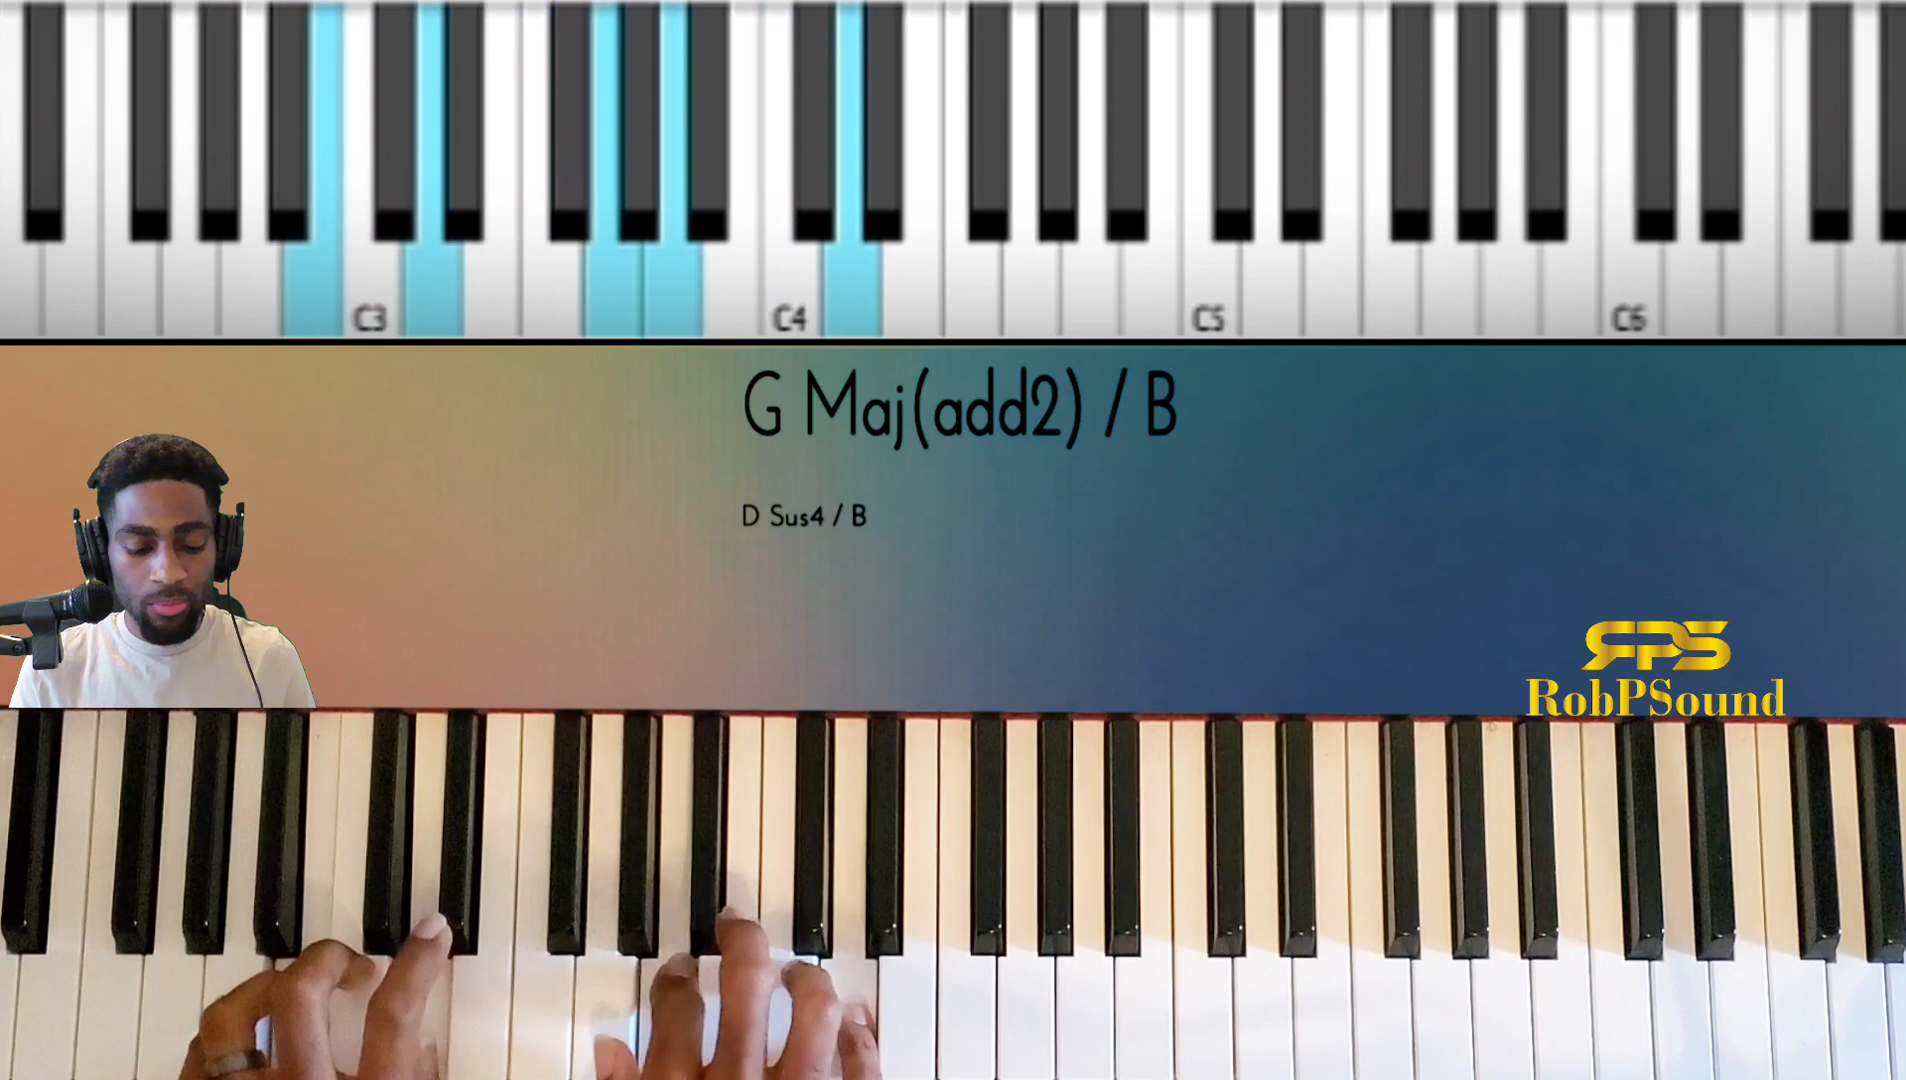 C3 C4 C5 C6
G Maj(add2) / B
D Sus4 / B
RPS
RobPSound